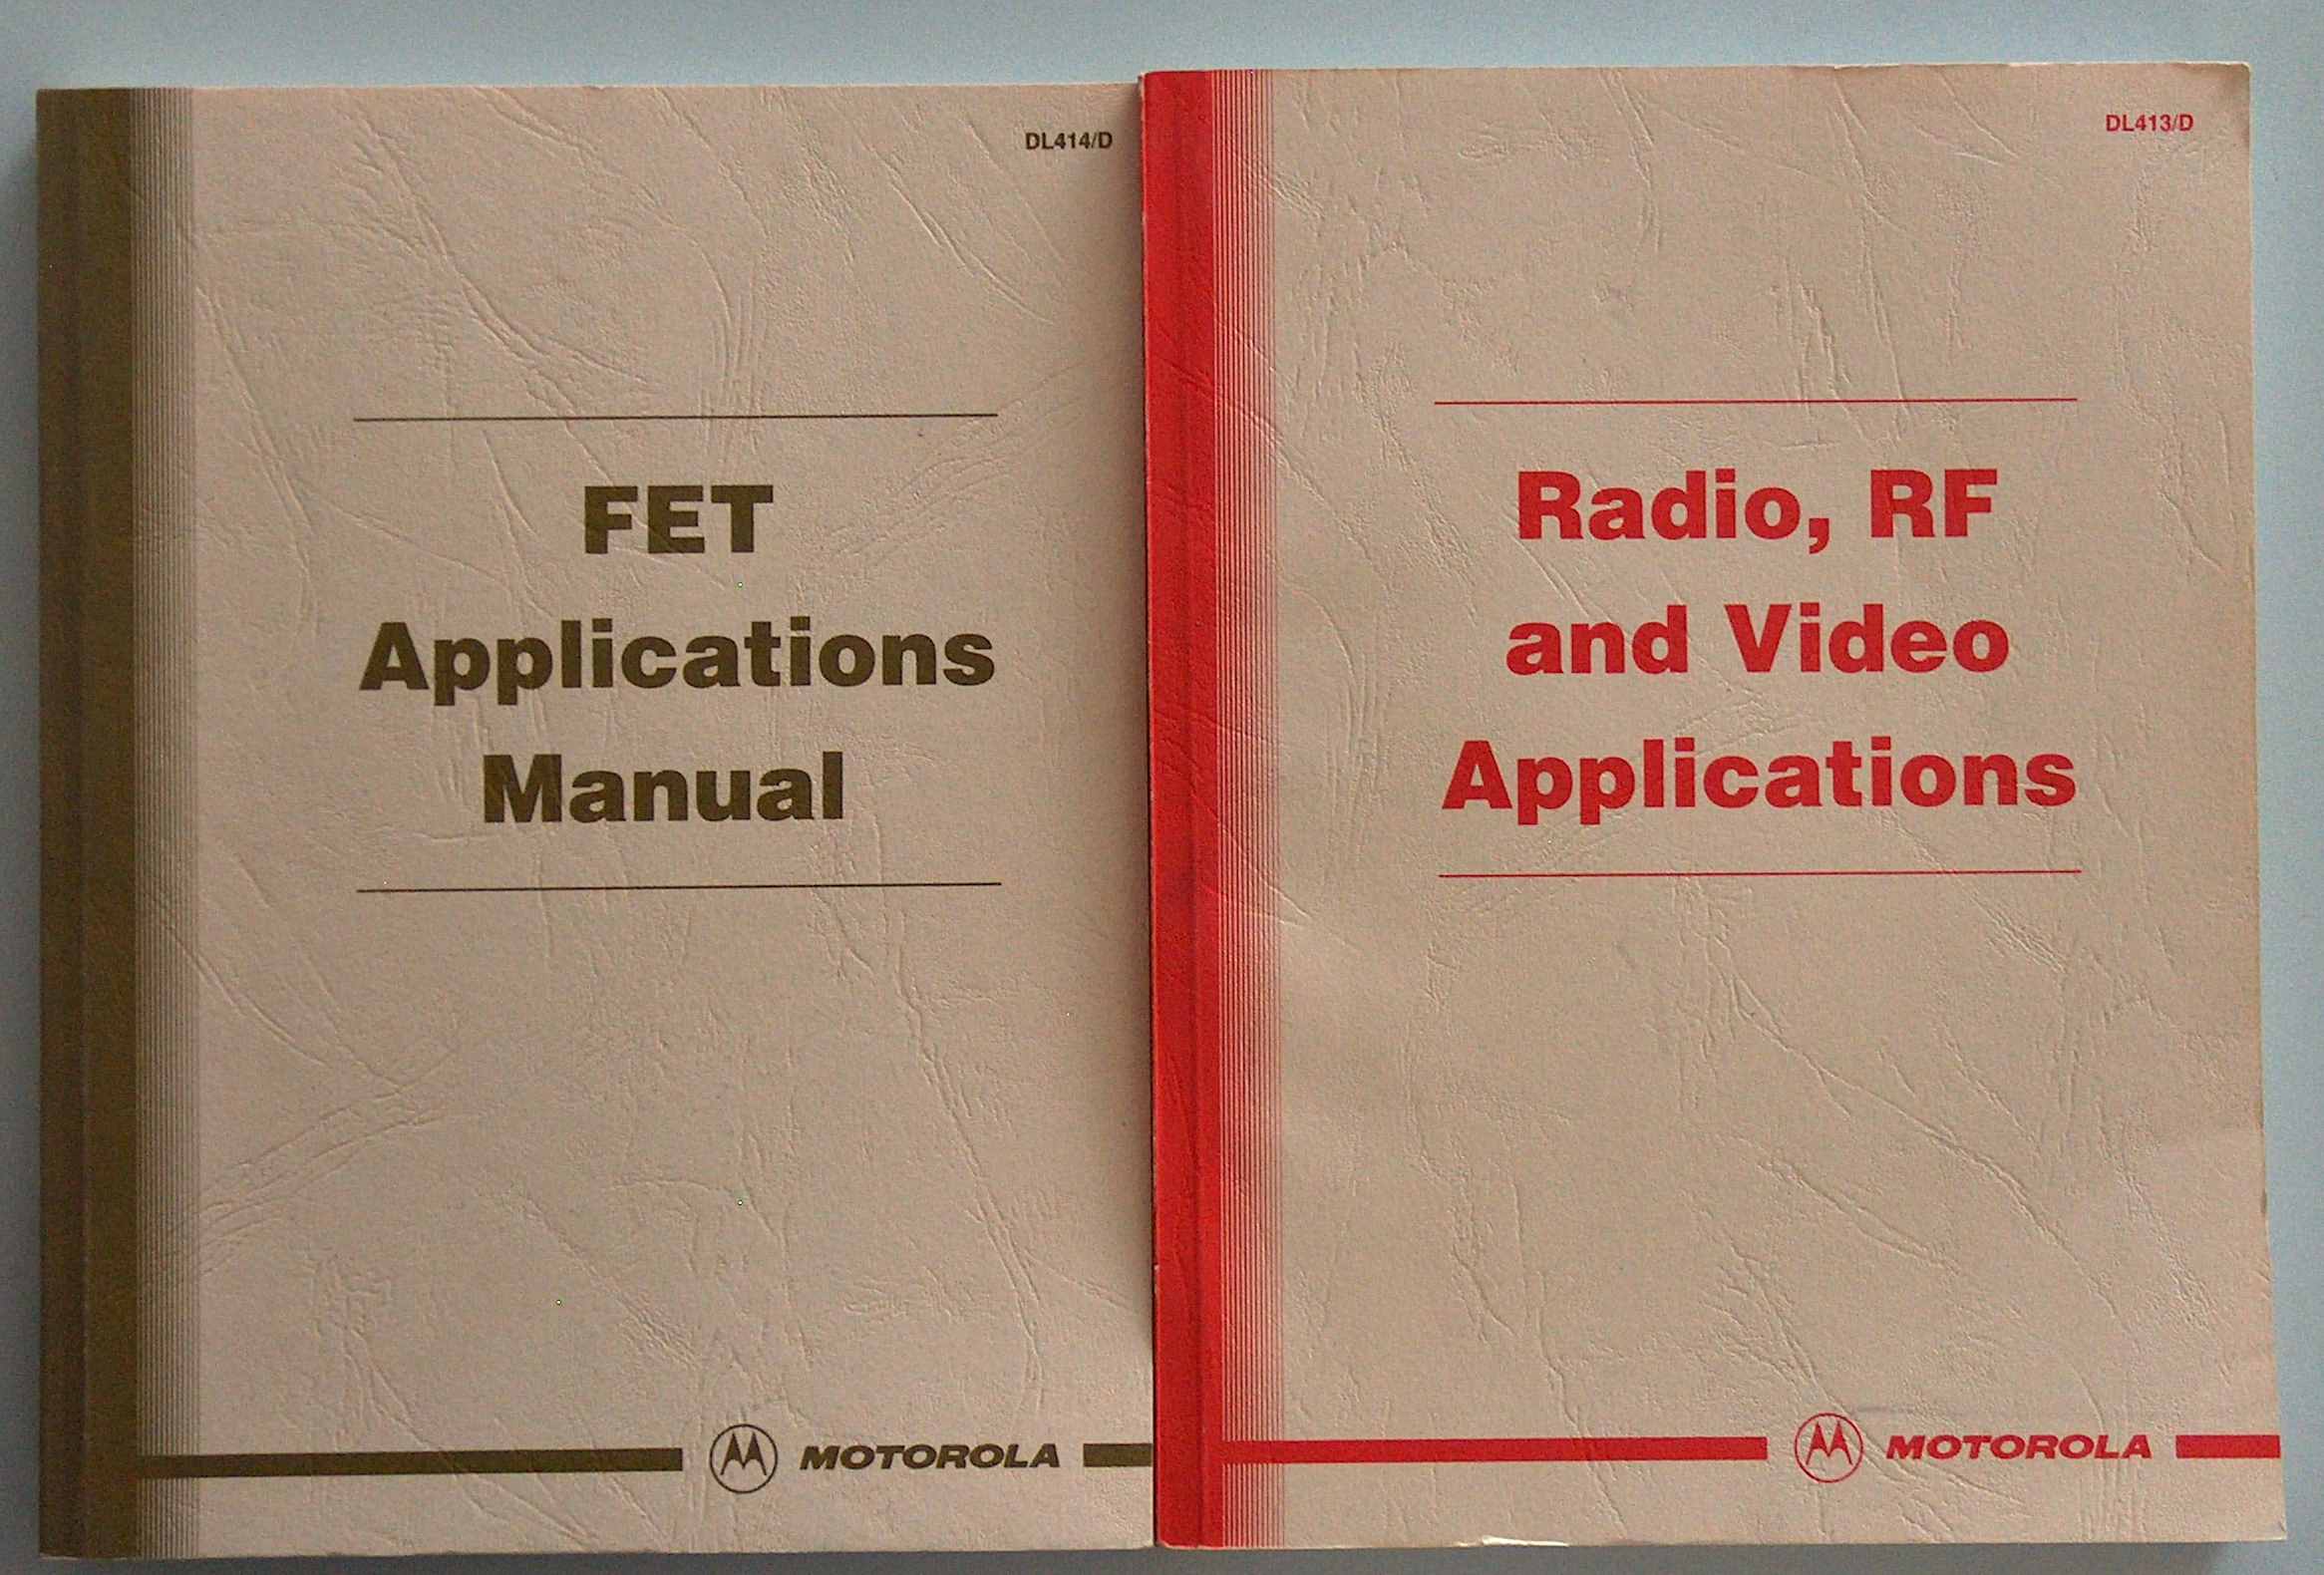 DL414/D
FET
Applications
Manual
MOTOROLA
DL413/D
Radio, RF
and Video
Applications
MOTOROLA